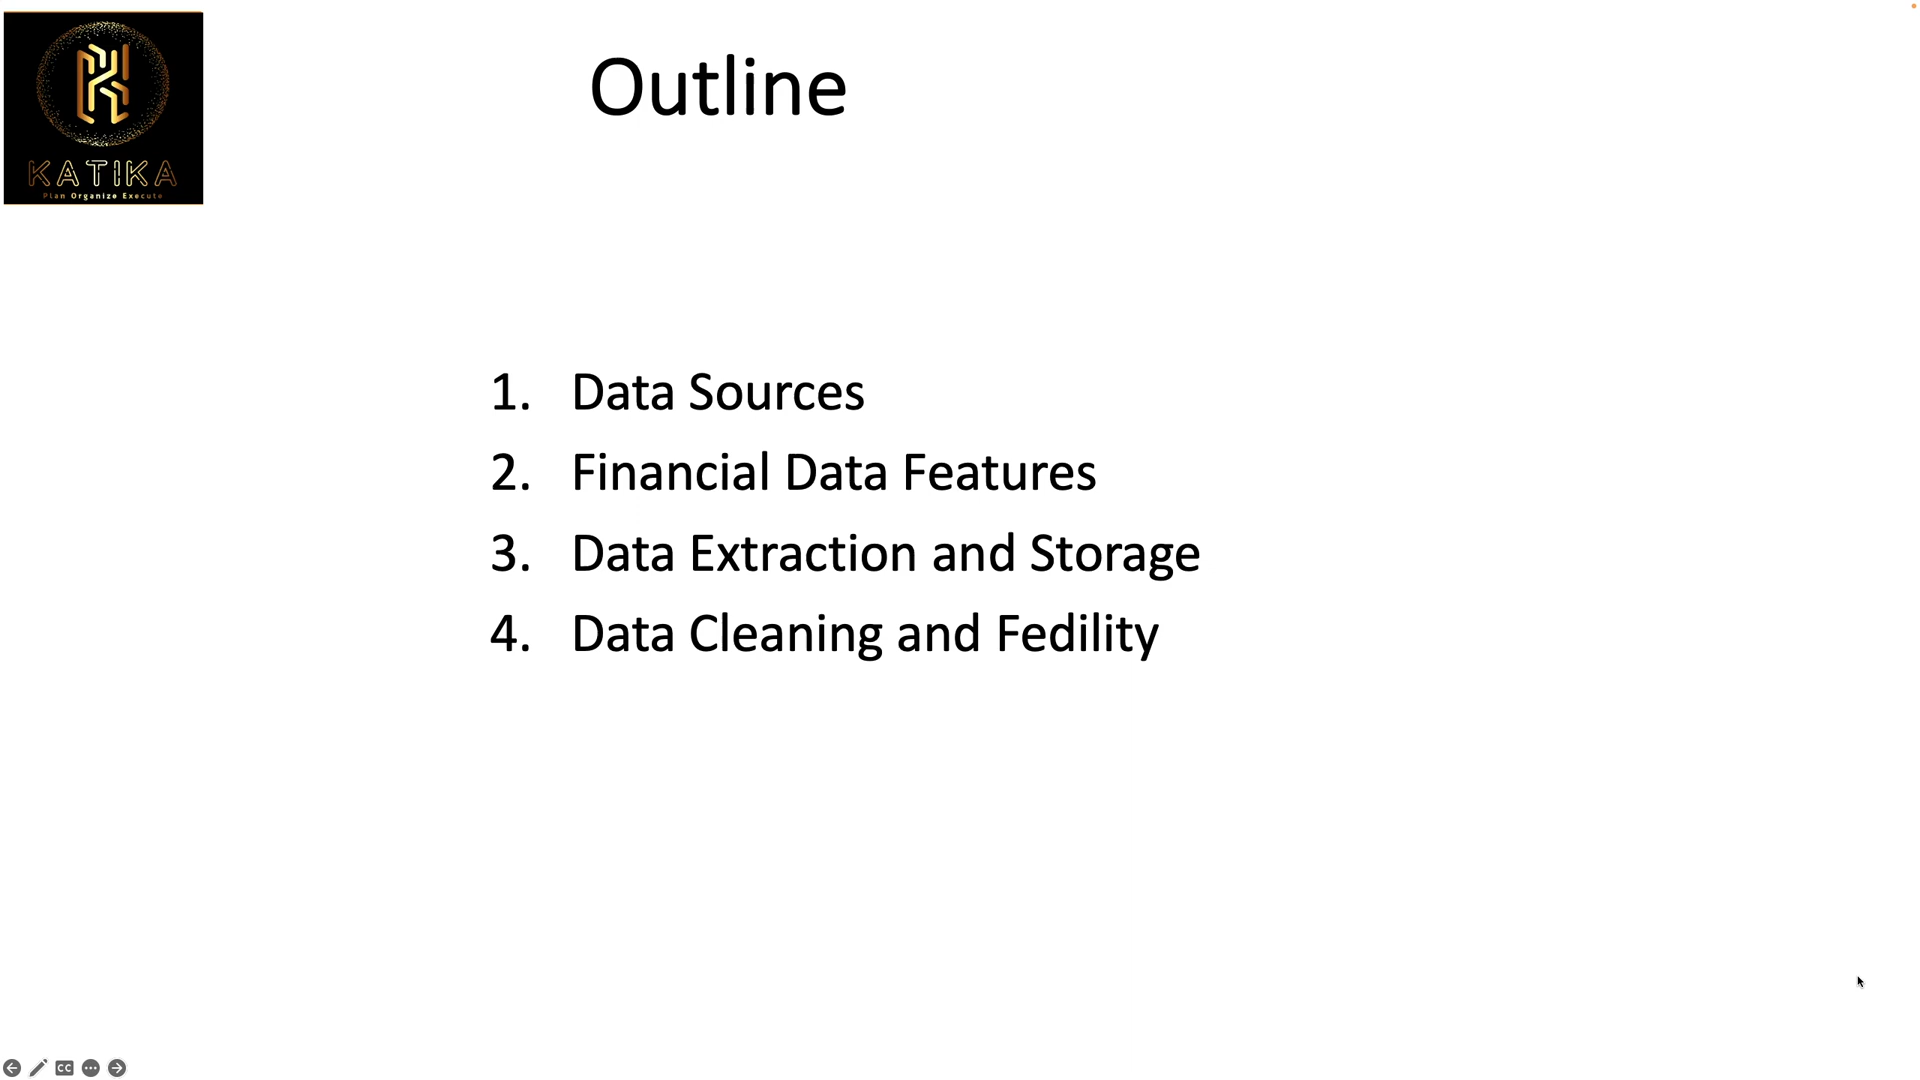 KATIKA
Plan Organize Execute
Outline
1. Data Sources
2. Financial Data Features
3. Data Extraction and Storage
4. Data Cleaning and Fedility
CC